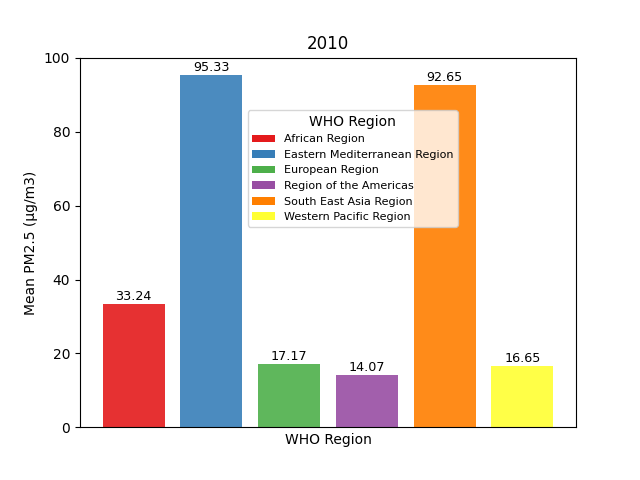 2010
Mean PM2.5 (µg/m3)
100
80
60
40
20
0
33.24
95.33
17.17
14.07
92.65
16.65
WHO Region
African Region
Eastern Mediterranean Region
European Region
Region of the Americas
South East Asia Region
Western Pacific Region
WHO Region